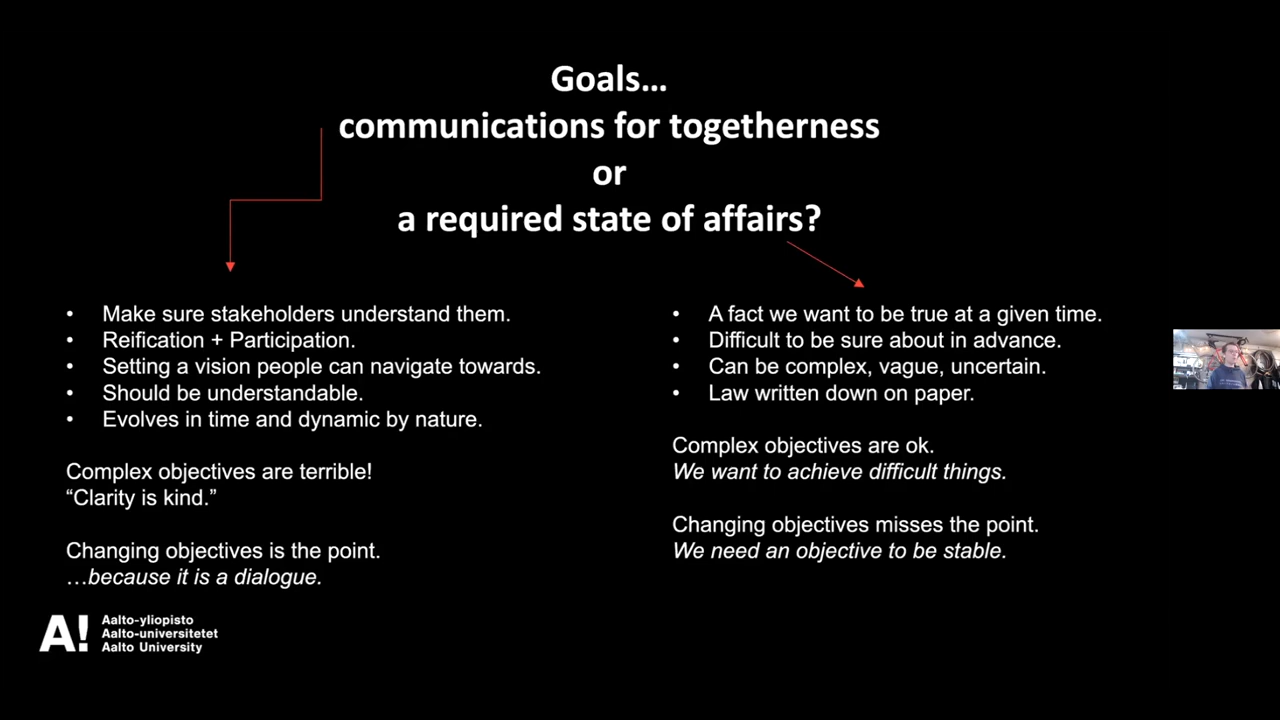 Goals…
communications for togetherness
or
a required state of affairs?
• Make sure stakeholders understand them.
• Reification + Participation.
• Setting a vision people can navigate towards.
• Should be understandable.
• Evolves in time and dynamic by nature.
Complex objectives are terrible!
“Clarity is kind.”
Changing objectives is the point.
…because it is a dialogue.
• A fact we want to be true at a given time.
• Difficult to be sure about in advance.
• Can be complex, vague, uncertain.
• Law written down on paper.
Complex objectives are ok.
We want to achieve difficult things.
Changing objectives misses the point.
We need an objective to be stable.
A!
Aalto-yliopisto
Aalto-universitetet
Aalto University